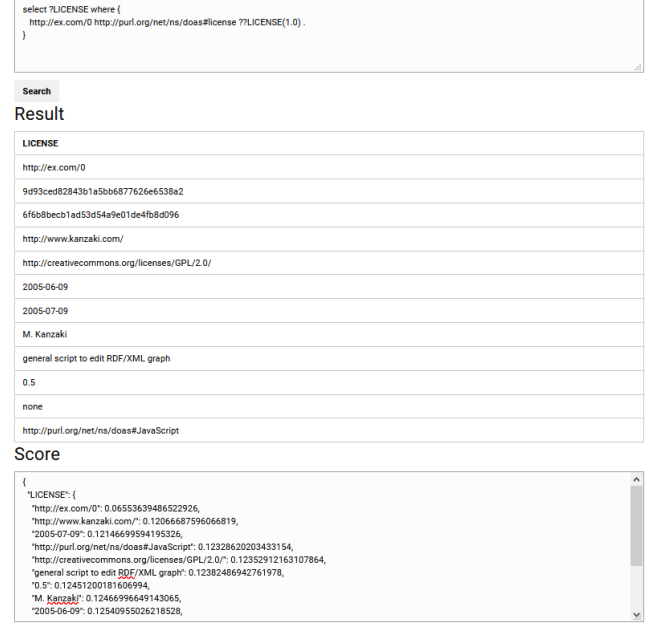 select ?LICENSE where {
http://ex.com/0 http://purl.org/net/ns/doas#license ??LICENSE(1.0) .
}
Search
Result
LICENSE
http://ex.com/0
9d93ced82843b1a5bb6877626e6538a2
6f6b8becb1ad53d54a9e01de4fb8d096
http://www.kanzaki.com/
http://creativecommons.org/licenses/GPL/2.0/
2005-06-09
2005-07-09
M. Kanzaki
general script to edit RDF/XML graph
0.5
none
http://purl.org/net/ns/doas#JavaScript
Score
{
"LICENSE": {
"http://ex.com/0": 0.06553639486522926,
"http://www.kanzaki.com/": 0.12066687596066819,
"2005-07-09": 0.12146699594195326,
"http://purl.org/net/ns/doas#JavaScript": 0.12328620203433154,
"http://creativecommons.org/licenses/GPL/2.0/": 0.12352912163107864,
"general script to edit RDF/XML graph": 0.12382486942761978,
"0.5": 0.12451200181606994,
"M. Kanzaki": 0.12466996649143065,
"2005-06-09": 0.12540955026218528,